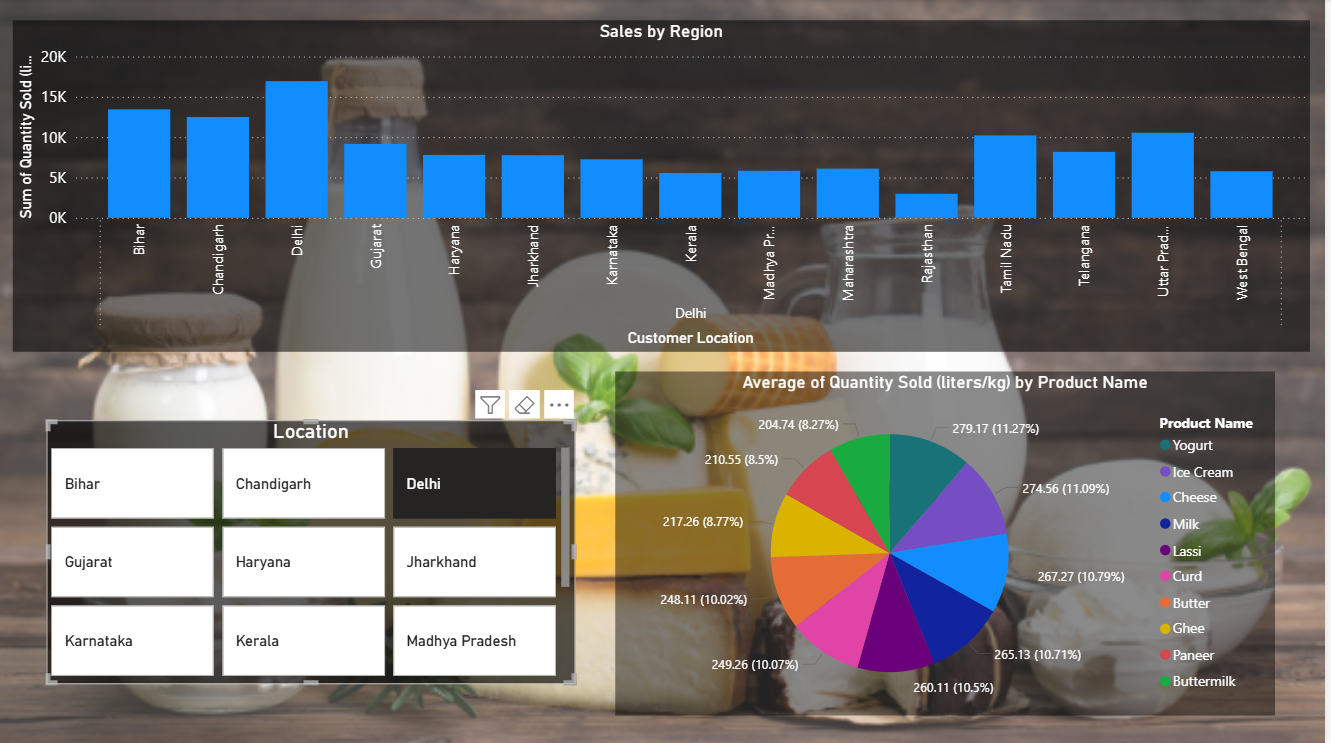 Sales by Region
Sum of Quantity Sold (li...
20K
15K
10K
5K
0K
Bihar
Chandigarh
Delhi
Gujarat
Haryana
Jharkhand
Karnataka
Kerala
Madhya Pr...
Maharashtra
Rajasthan
Tamil Nadu
Telangana
Uttar Prad...
West Bengal
Delhi
Customer Location
Location
Bihar
Chandigarh
Delhi
Gujarat
Haryana
Jharkhand
Karnataka
Kerala
Madhya Pradesh
Average of Quantity Sold (liters/kg) by Product Name
279.17 (11.27%)
274.56 (11.09%)
267.27 (10.79%)
265.13 (10.71%)
260.11 (10.5%)
249.26 (10.07%)
248.11 (10.02%)
217.26 (8.77%)
210.55 (8.5%)
204.74 (8.27%)
Product Name
Yogurt
Ice Cream
Cheese
Milk
Lassi
Curd
Butter
Ghee
Paneer
Buttermilk